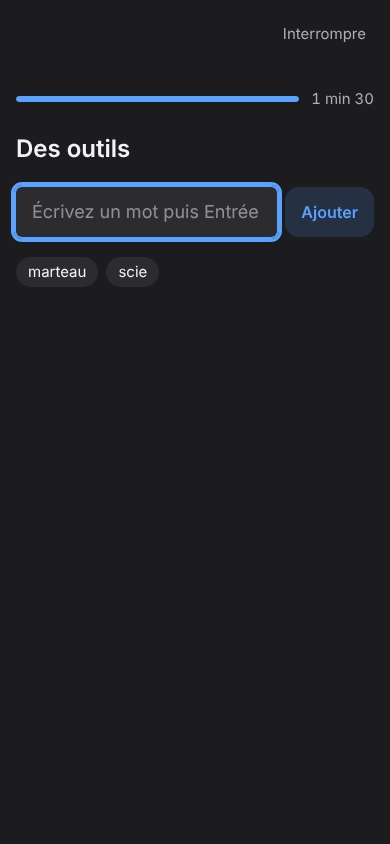 Interrompre
1 min 30
Des outils
Écrivez un mot puis Entrée
Ajouter
marteau scie